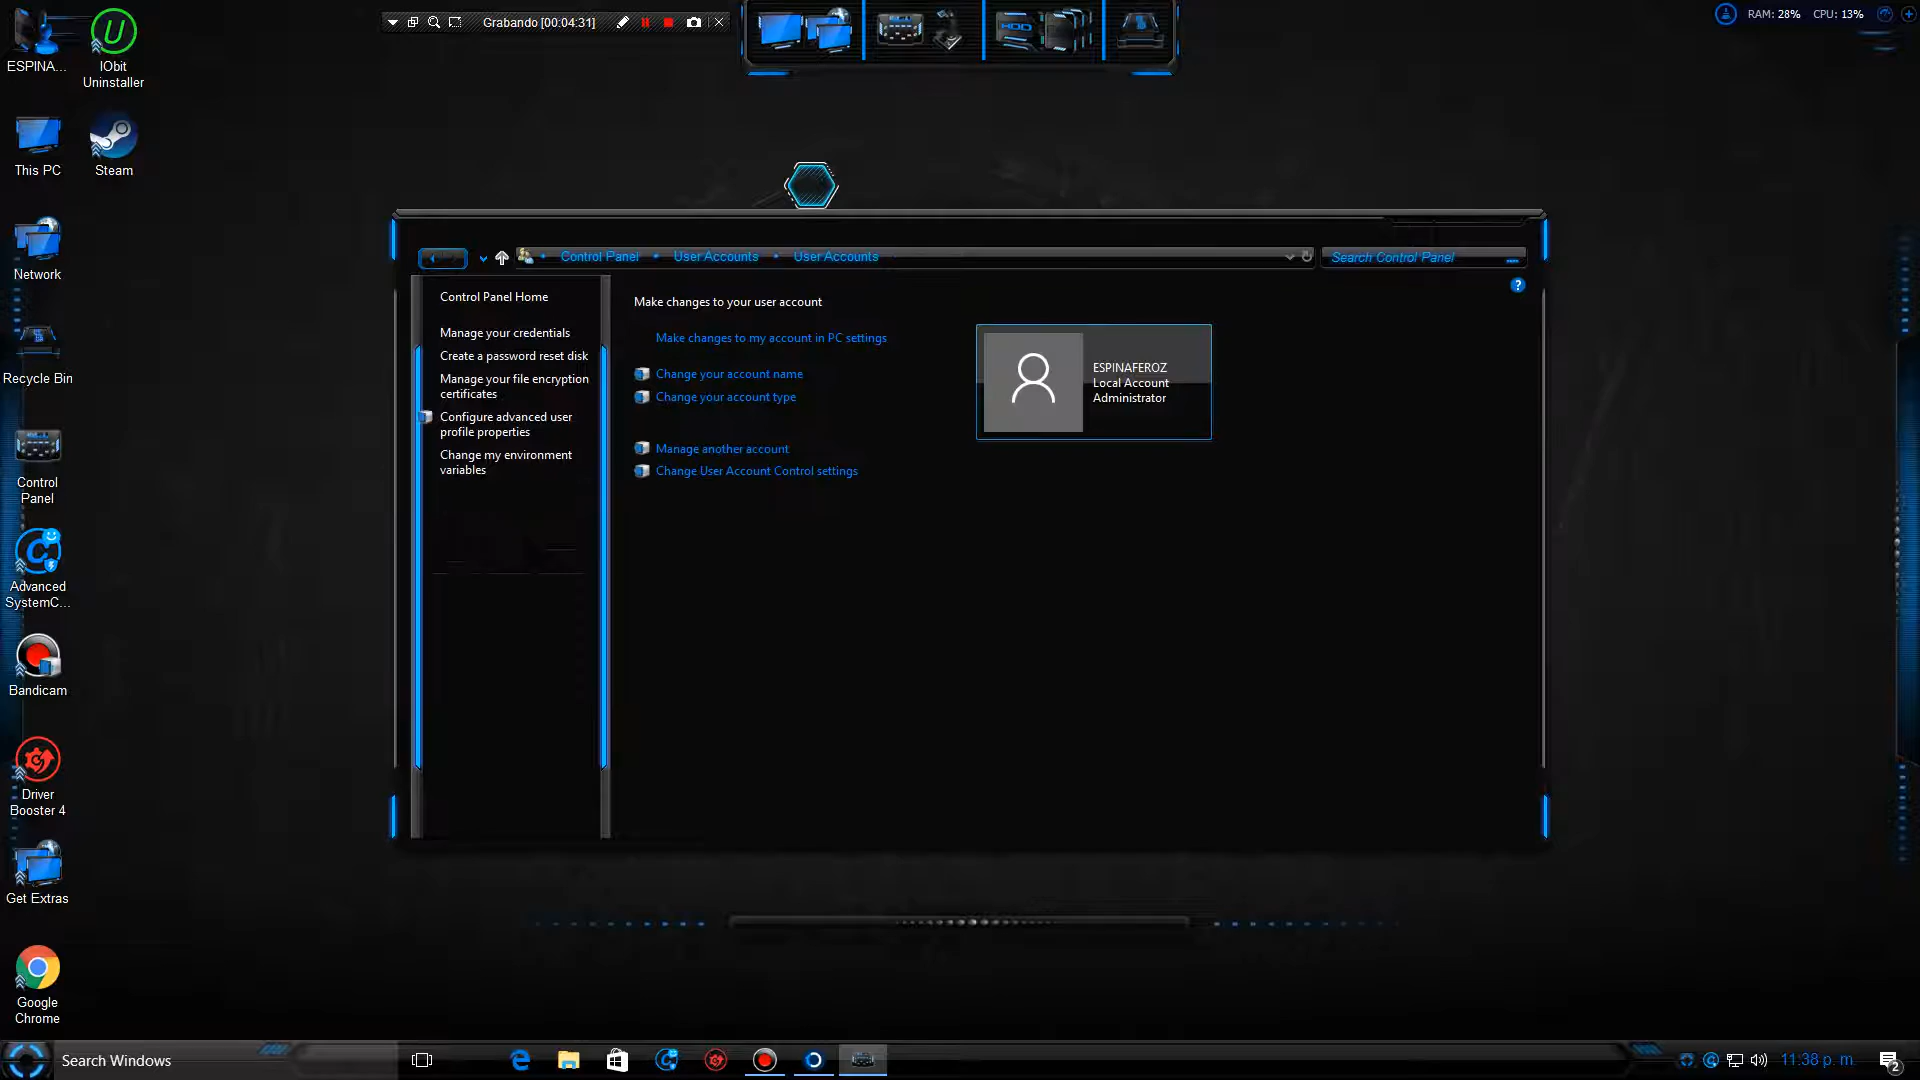 Grabando [00:04:31]
RAM: 28% CPU: 13%
ESPINA...
IObit
Uninstaller
This PC
Steam
Network
Recycle Bin
Control
Panel
Advanced
SystemC...
Bandicam
Driver
Booster 4
Get Extras
Google
Chrome
HDD
Control Panel
User Accounts
User Accounts
Search Control Panel
?
Control Panel Home
Manage your credentials
Create a password reset disk
Manage your file encryption
certificates
Configure advanced user
profile properties
Change my environment
variables
Make changes to your user account
Make changes to my account in PC settings
Change your account name
Change your account type
Manage another account
Change User Account Control settings
ESPINAFEROZ
Local Account
Administrator
Search Windows
11:38 p. m.
2